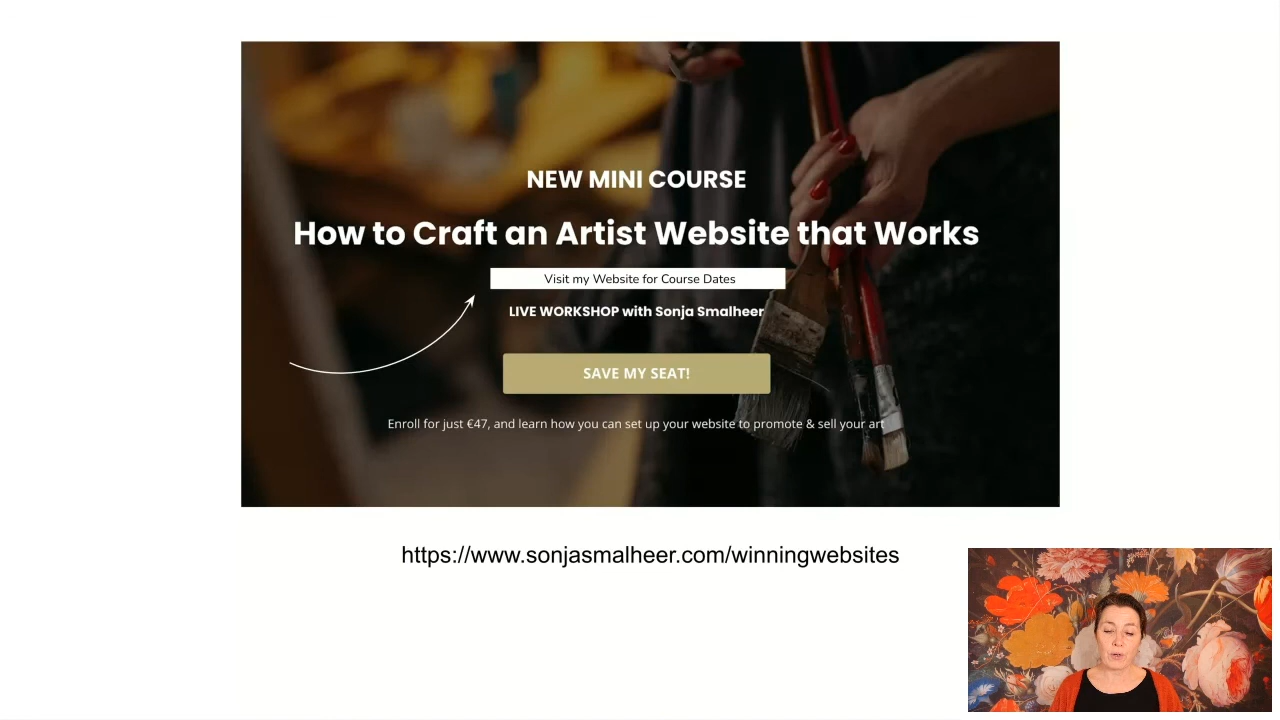 NEW MINI COURSE
How to Craft an Artist Website that Works
Visit my Website for Course Dates
LIVE WORKSHOP with Sonja Smalheer
SAVE MY SEAT!
Enroll for just €47, and learn how you can set up your website to promote & sell your art
https://www.sonjasmalheer.com/winningwebsites